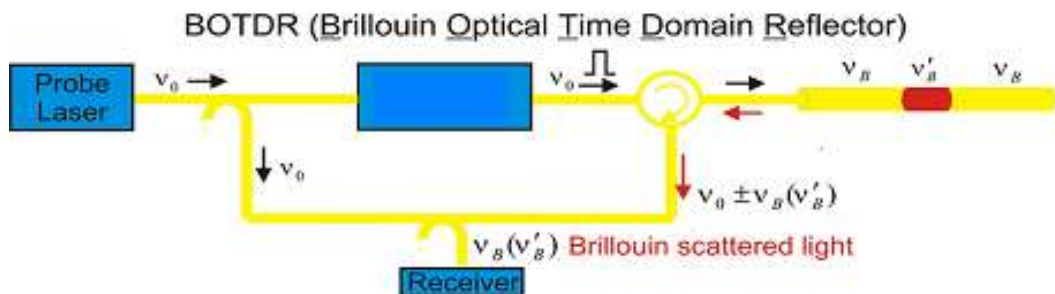 BOTDR (Brillouin Optical Time Domain Reflector)
Probe
Laser
ν₀
ν₀
ν_B ν′_B ν_B
ν₀
ν₀ ± ν_B(ν′_B)
ν_B(ν′_B) Brillouin scattered light
Receiver